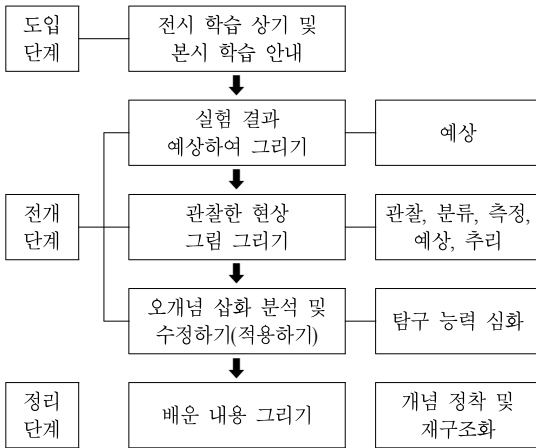 도입
단계
전시 학습 상기 및
본시 학습 안내
실험 결과
예상하여 그리기
예상
전개
단계
관찰한 현상
그림 그리기
관찰, 분류, 측정,
예상, 추리
오개념 삽화 분석 및
수정하기(적용하기)
탐구 능력 심화
정리
단계
배운 내용 그리기
개념 정착 및
재구조화